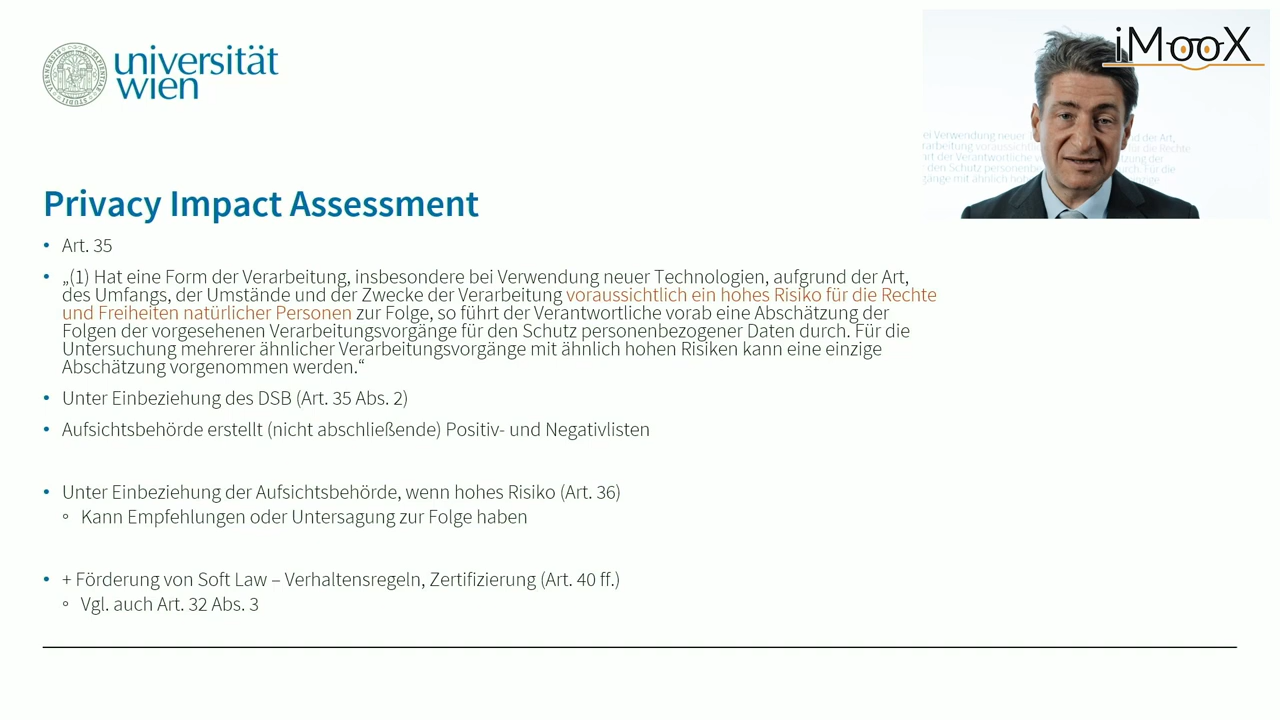 universität
wien
iMooX
Privacy Impact Assessment
• Art. 35
• „(1) Hat eine Form der Verarbeitung, insbesondere bei Verwendung neuer Technologien, aufgrund der Art,
des Umfangs, der Umstände und der Zwecke der Verarbeitung voraussichtlich ein hohes Risiko für die Rechte
und Freiheiten natürlicher Personen zur Folge, so führt der Verantwortliche vorab eine Abschätzung der
Folgen der vorgesehenen Verarbeitungsvorgänge für den Schutz personenbezogener Daten durch. Für die
Untersuchung mehrerer ähnlicher Verarbeitungsvorgänge mit ähnlich hohen Risiken kann eine einzige
Abschätzung vorgenommen werden.“
• Unter Einbeziehung des DSB (Art. 35 Abs. 2)
• Aufsichtsbehörde erstellt (nicht abschließende) Positiv- und Negativlisten
• Unter Einbeziehung der Aufsichtsbehörde, wenn hohes Risiko (Art. 36)
◦ Kann Empfehlungen oder Untersagung zur Folge haben
• + Förderung von Soft Law – Verhaltensregeln, Zertifizierung (Art. 40 ff.)
◦ Vgl. auch Art. 32 Abs. 3